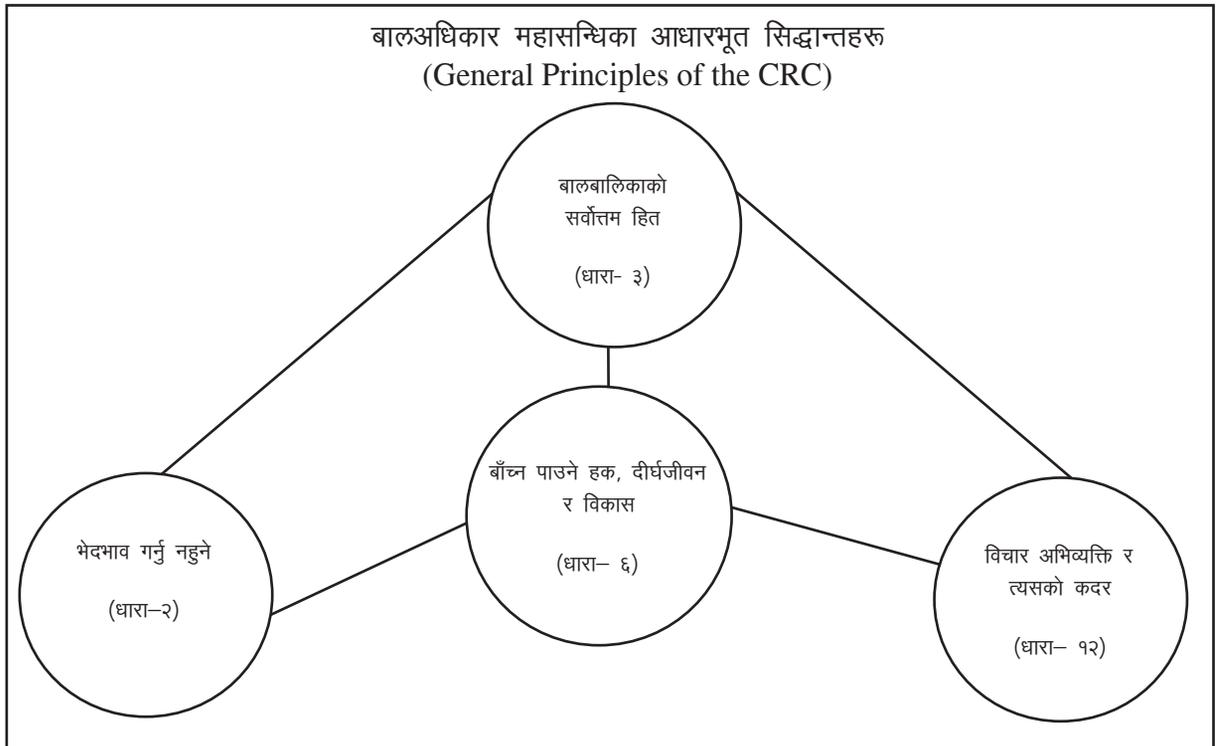 बालअधिकार महासन्धिका आधारभूत सिद्धान्तहरू
(General Principles of the CRC)
बालबालिकाको
सर्वोत्तम हित
(धारा- ३)
बाँच्न पाउने हक, दीर्घजीवन
र विकास
(धारा– ६)
भेदभाव गर्नु नहुने
(धारा–२)
विचार अभिव्यक्ति र
त्यसको कदर
(धारा– १२)